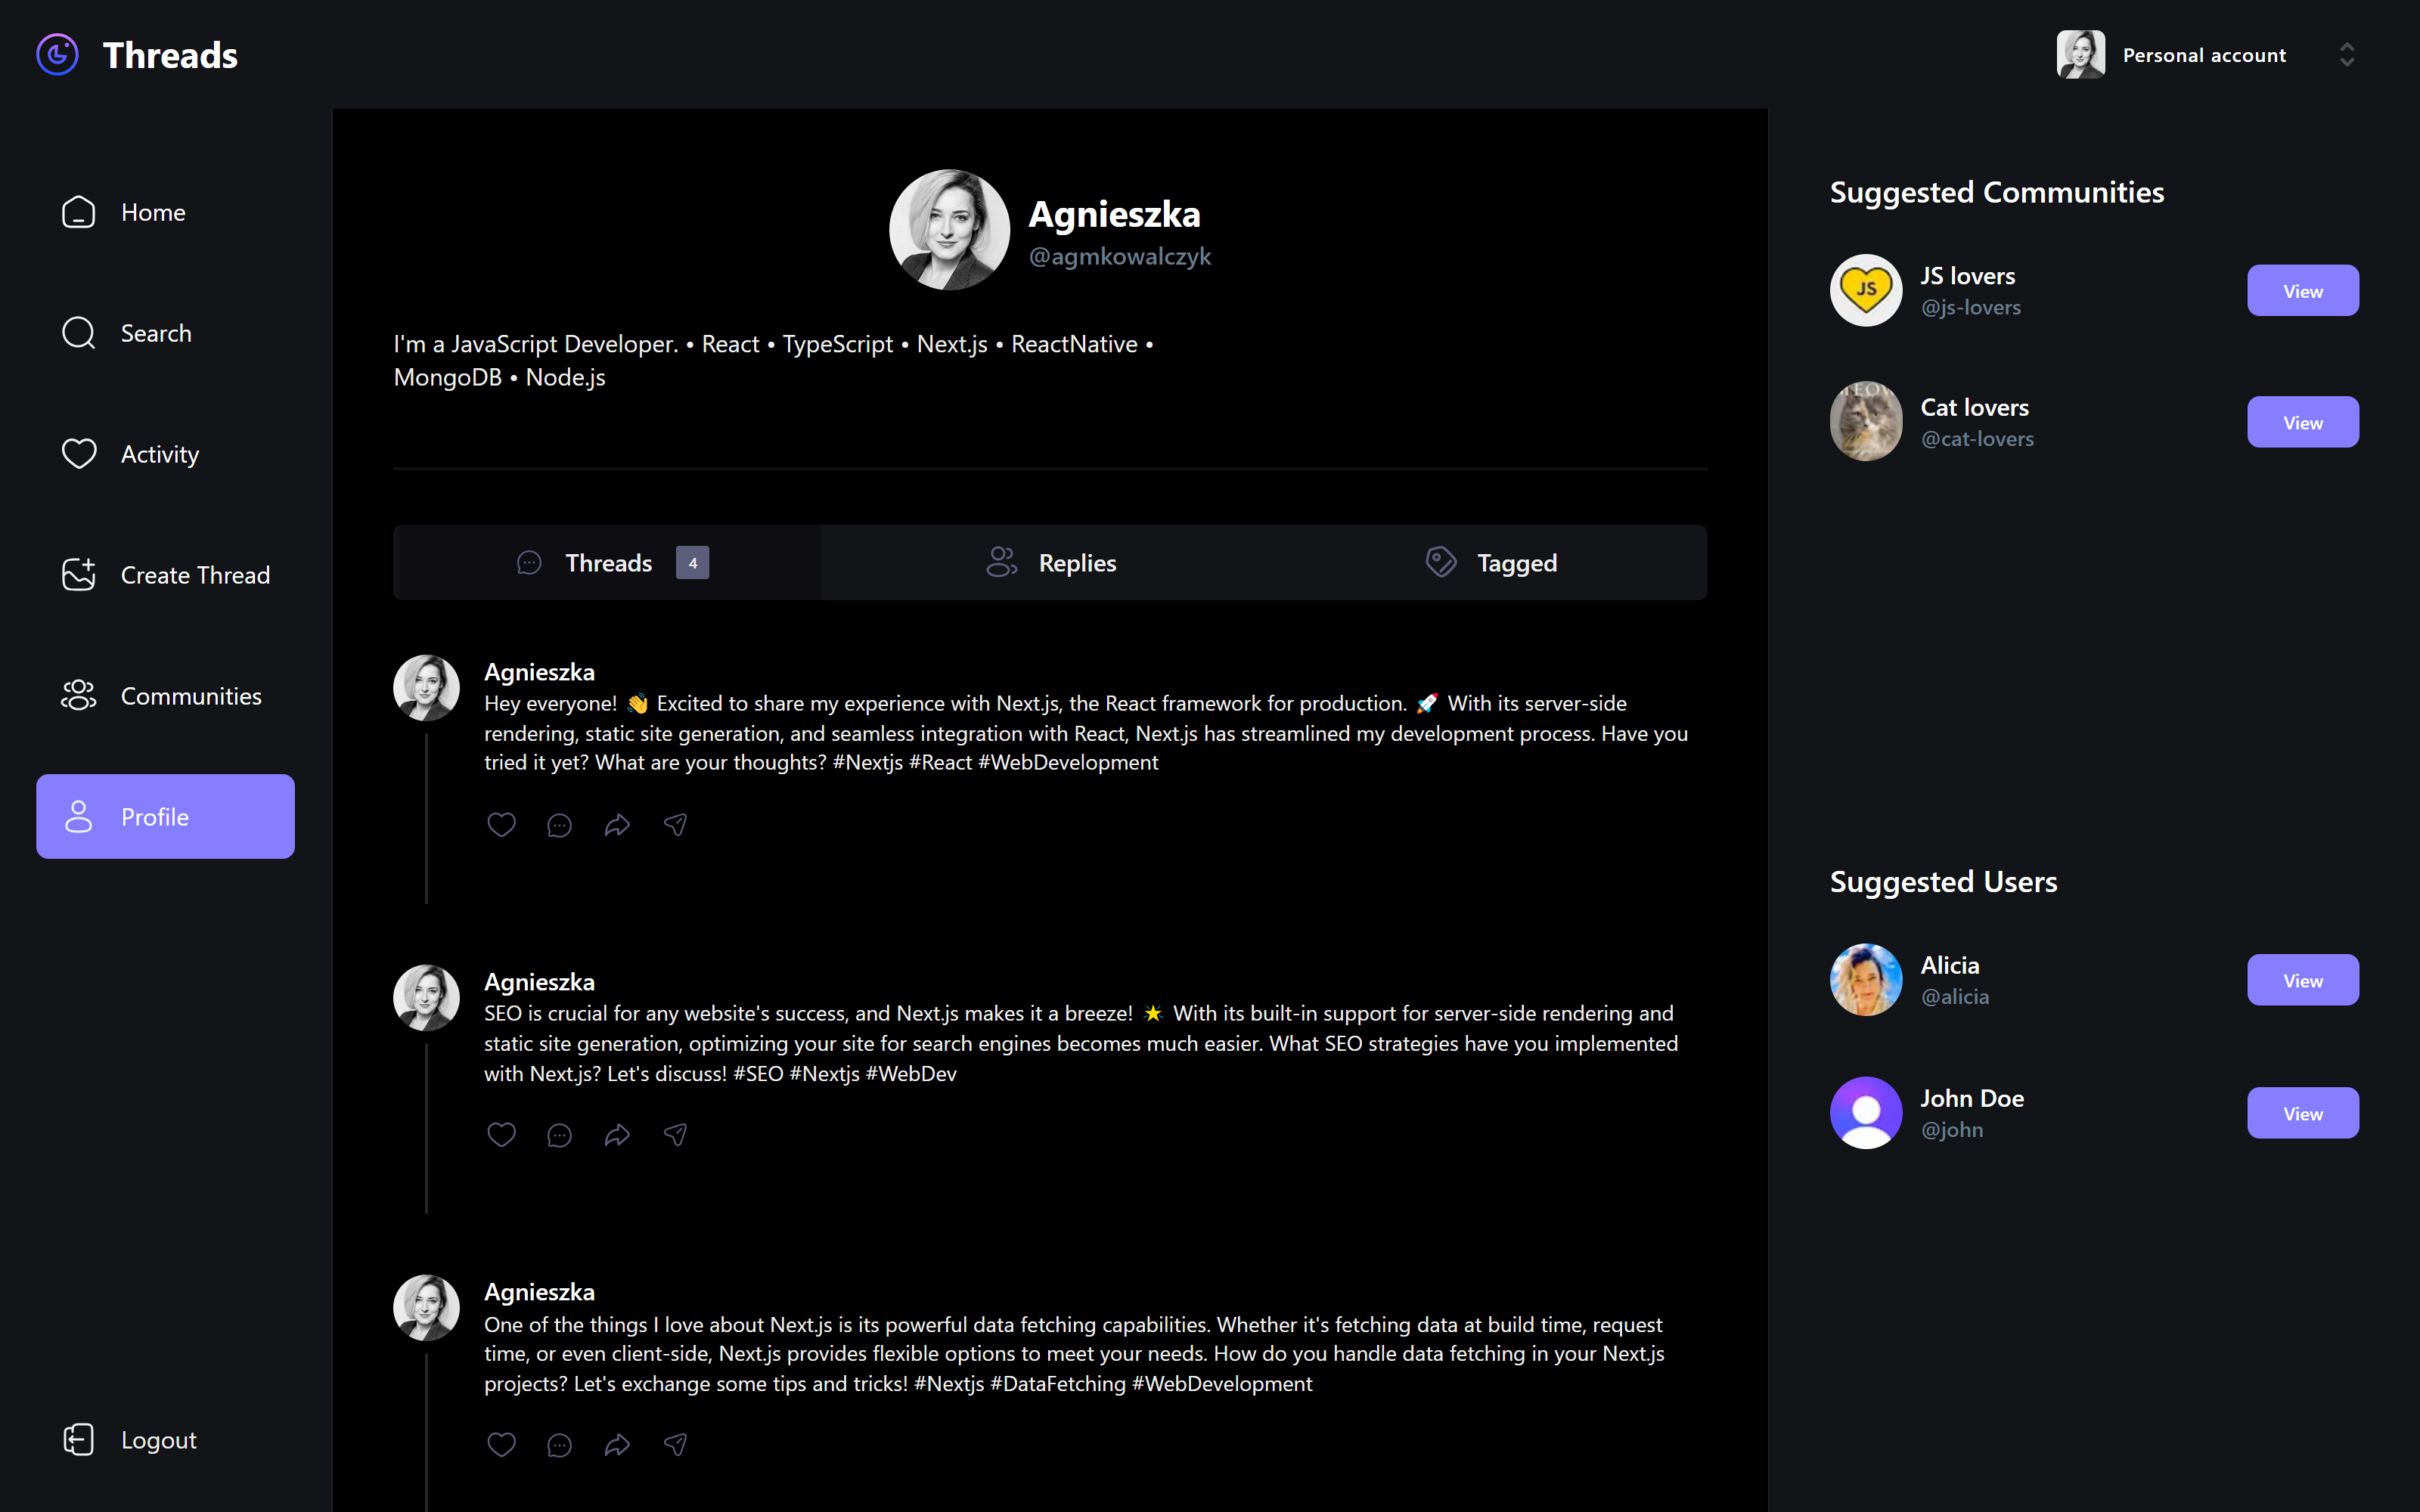 Threads
Personal account
Home
Search
Activity
Create Thread
Communities
Profile
Logout
Agnieszka
@agmkowalczyk
I'm a JavaScript Developer. • React • TypeScript • Next.js • ReactNative •
MongoDB • Node.js
Threads 4
Replies
Tagged
Agnieszka
Hey everyone! 👋 Excited to share my experience with Next.js, the React framework for production. 🚀 With its server-side
rendering, static site generation, and seamless integration with React, Next.js has streamlined my development process. Have you
tried it yet? What are your thoughts? #Nextjs #React #WebDevelopment
Agnieszka
SEO is crucial for any website's success, and Next.js makes it a breeze! 🌟 With its built-in support for server-side rendering and
static site generation, optimizing your site for search engines becomes much easier. What SEO strategies have you implemented
with Next.js? Let's discuss! #SEO #Nextjs #WebDev
Agnieszka
One of the things I love about Next.js is its powerful data fetching capabilities. Whether it's fetching data at build time, request
time, or even client-side, Next.js provides flexible options to meet your needs. How do you handle data fetching in your Next.js
projects? Let's exchange some tips and tricks! #Nextjs #DataFetching #WebDevelopment
Suggested Communities
JS
JS lovers
@js-lovers
View
Cat lovers
@cat-lovers
View
Suggested Users
Alicia
@alicia
View
John Doe
@john
View